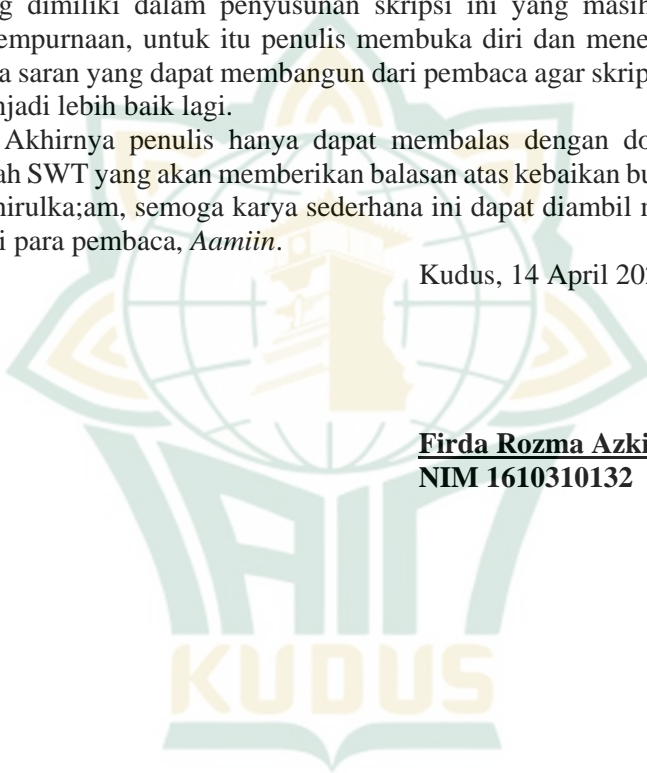 g dimiliki dalam penyusunan skripsi ini yang masih
empurnaan, untuk itu penulis membuka diri dan mene
a saran yang dapat membangun dari pembaca agar skrip
njadi lebih baik lagi.
Akhirnya penulis hanya dapat membalas dengan do
ah SWT yang akan memberikan balasan atas kebaikan bu
nirulka;am, semoga karya sederhana ini dapat diambil
i para pembaca, Aamiin.
Kudus, 14 April 20
Firda Rozma Azki
NIM 1610310132
IAIN
KUDUS